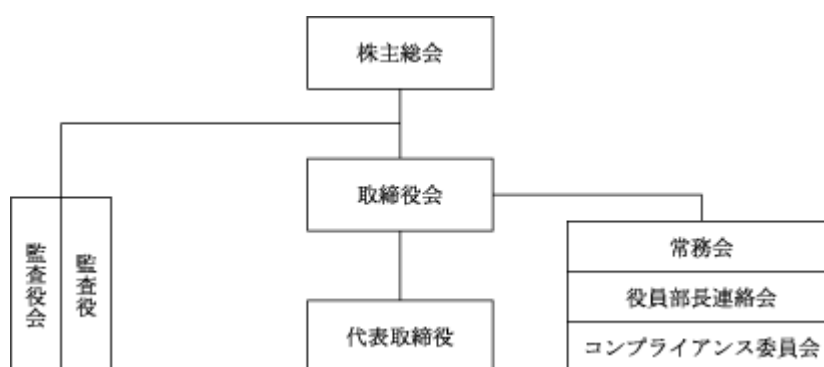 株主総会
取締役会
監査役会
監査役
常務会
役員部長連絡会
代表取締役
コンプライアンス委員会